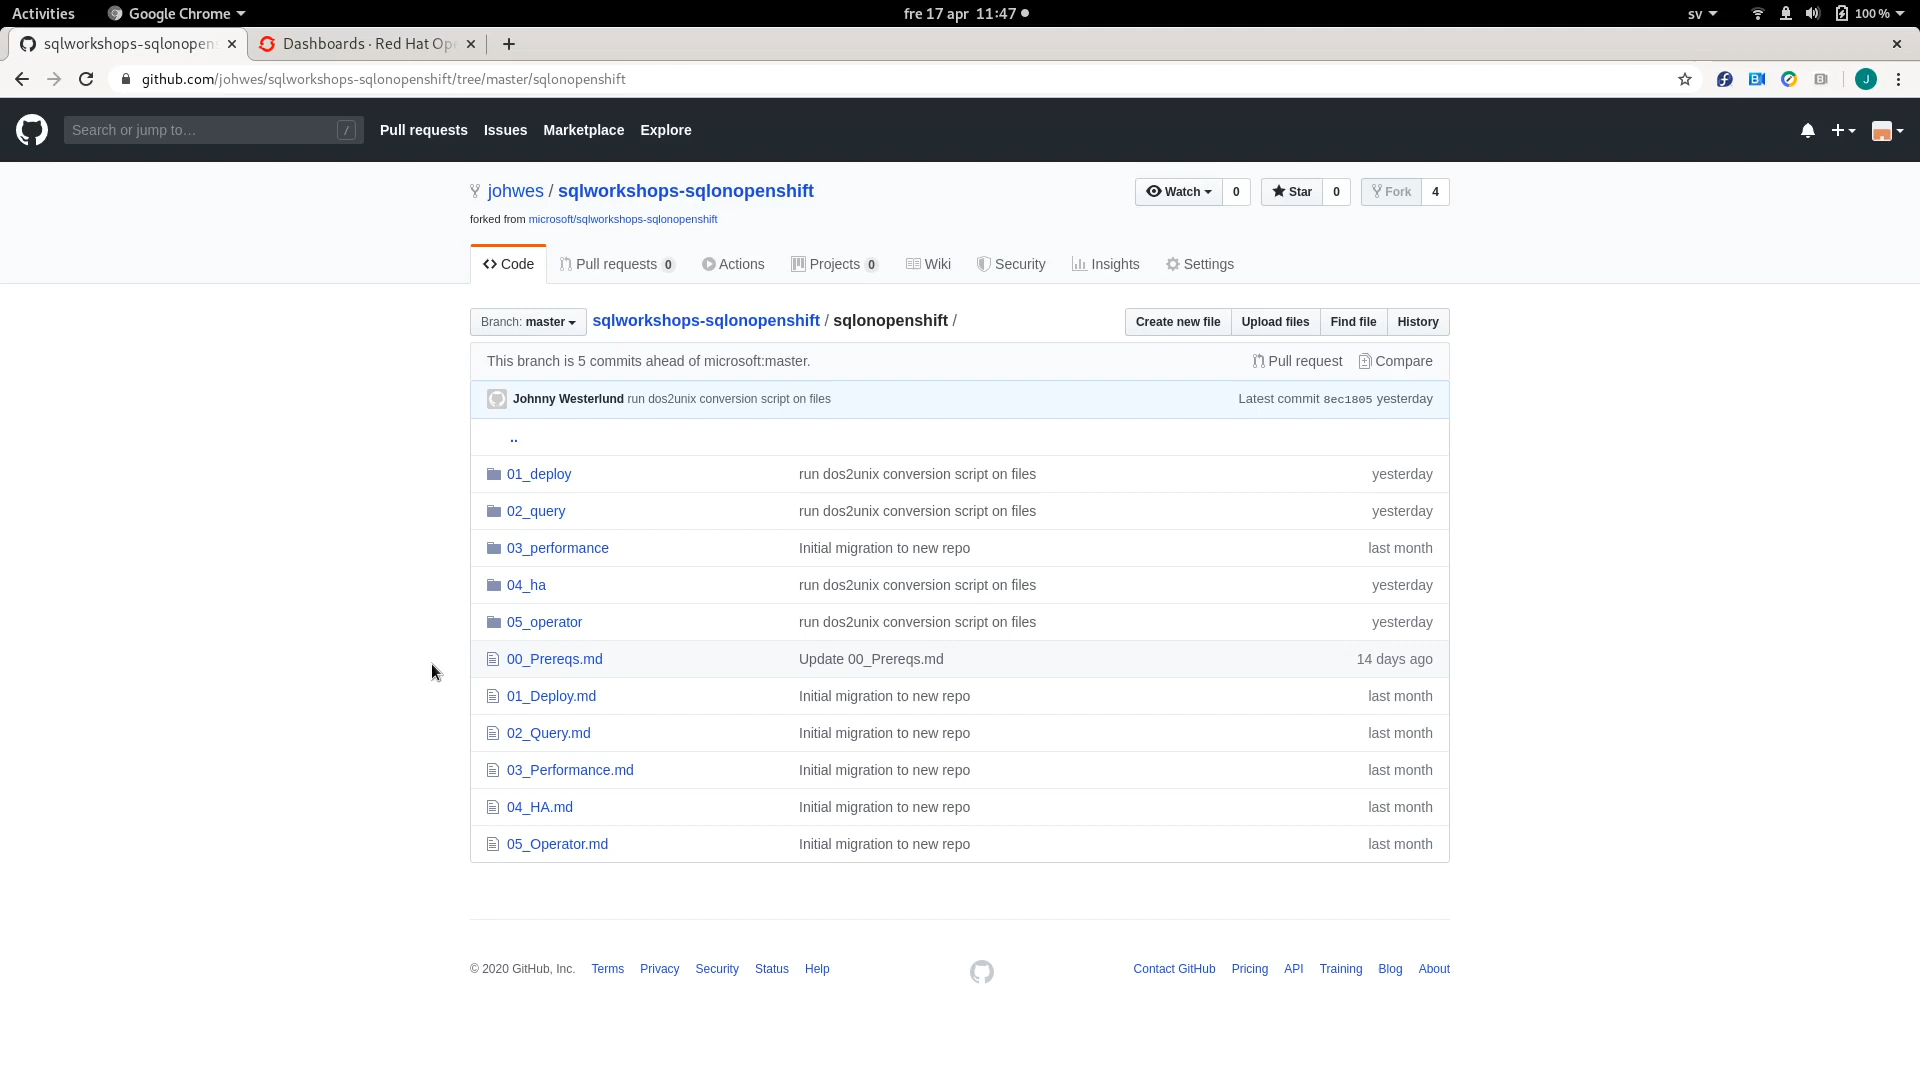 Activities Google Chrome fre 17 apr 11:47 sv 100 %
sqlworkshops-sqlonopens Dashboards · Red Hat Ope
github.com/johwes/sqlworkshops-sqlonopenshift/tree/master/sqlonopenshift J
Search or jump to… / Pull requests Issues Marketplace Explore
johwes / sqlworkshops-sqlonopenshift Watch 0 Star 0 Fork 4
forked from microsoft/sqlworkshops-sqlonopenshift
Code Pull requests 0 Actions Projects 0 Wiki Security Insights Settings
Branch: master sqlworkshops-sqlonopenshift / sqlonopenshift / Create new file Upload files Find file History
This branch is 5 commits ahead of microsoft:master. Pull request Compare
Johnny Westerlund run dos2unix conversion script on files Latest commit 8ec1805 yesterday
..
01_deploy run dos2unix conversion script on files yesterday
02_query run dos2unix conversion script on files yesterday
03_performance Initial migration to new repo last month
04_ha run dos2unix conversion script on files yesterday
05_operator run dos2unix conversion script on files yesterday
00_Prereqs.md Update 00_Prereqs.md 14 days ago
01_Deploy.md Initial migration to new repo last month
02_Query.md Initial migration to new repo last month
03_Performance.md Initial migration to new repo last month
04_HA.md Initial migration to new repo last month
05_Operator.md Initial migration to new repo last month
© 2020 GitHub, Inc. Terms Privacy Security Status Help Contact GitHub Pricing API Training Blog About